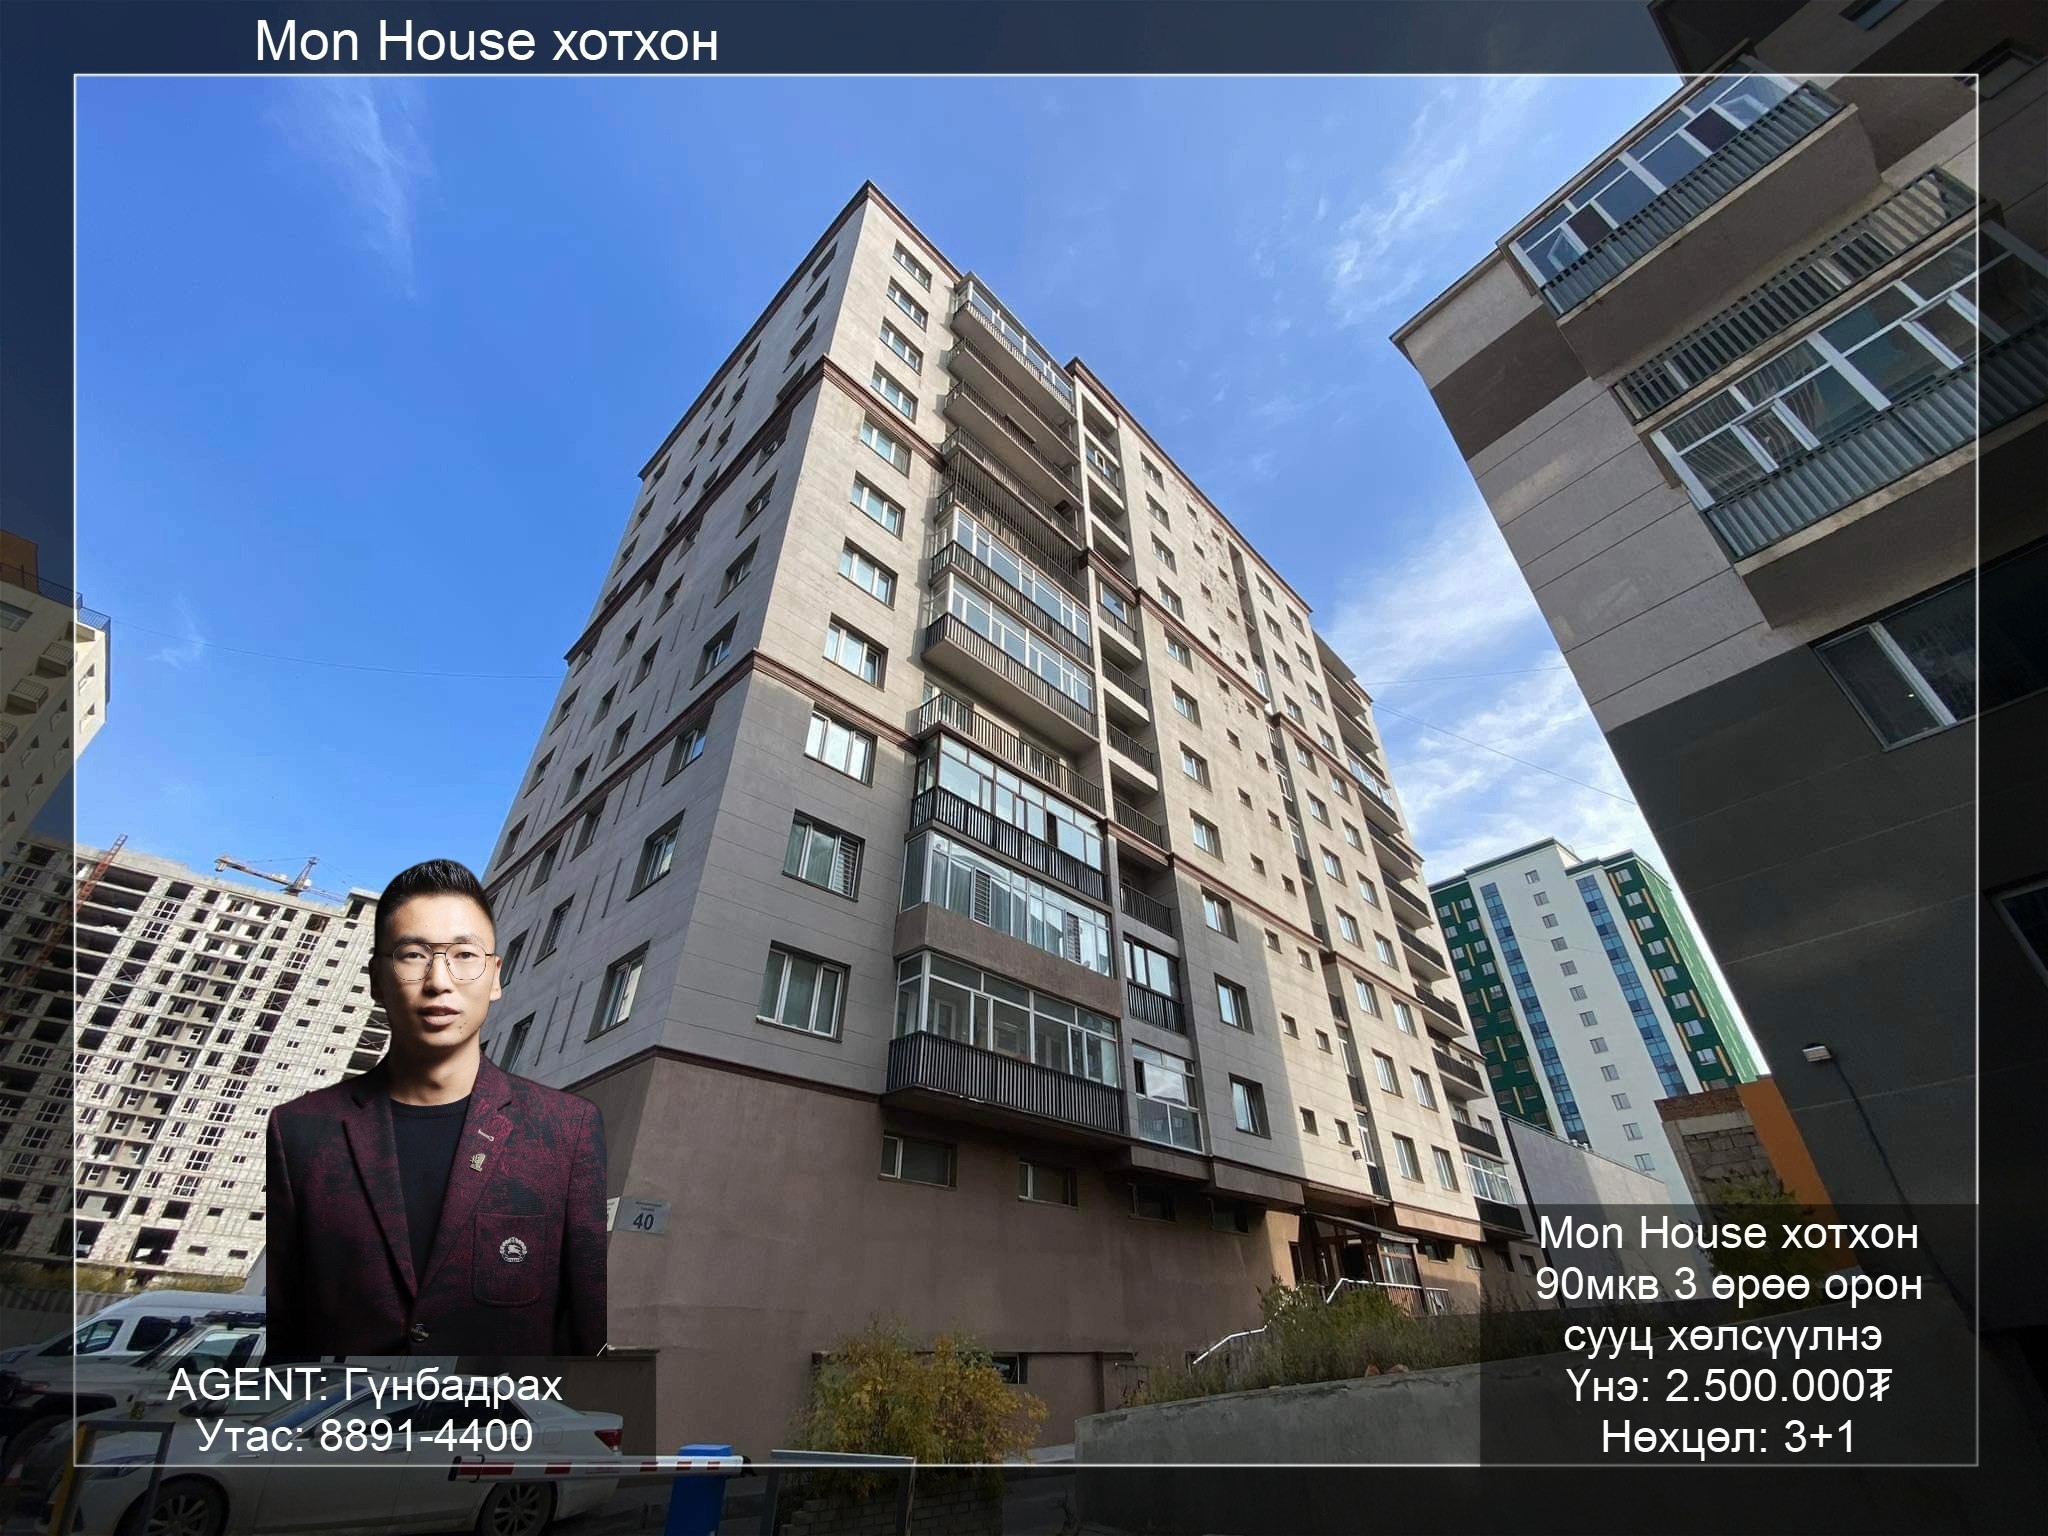 Mon House хотхон
40
AGENT: Гүнбадрах
Утас: 8891-4400
Mon House хотхон
90мкв 3 өрөө орон
сууц хөлсүүлнэ
Үнэ: 2.500.000₮
Нөхцөл: 3+1